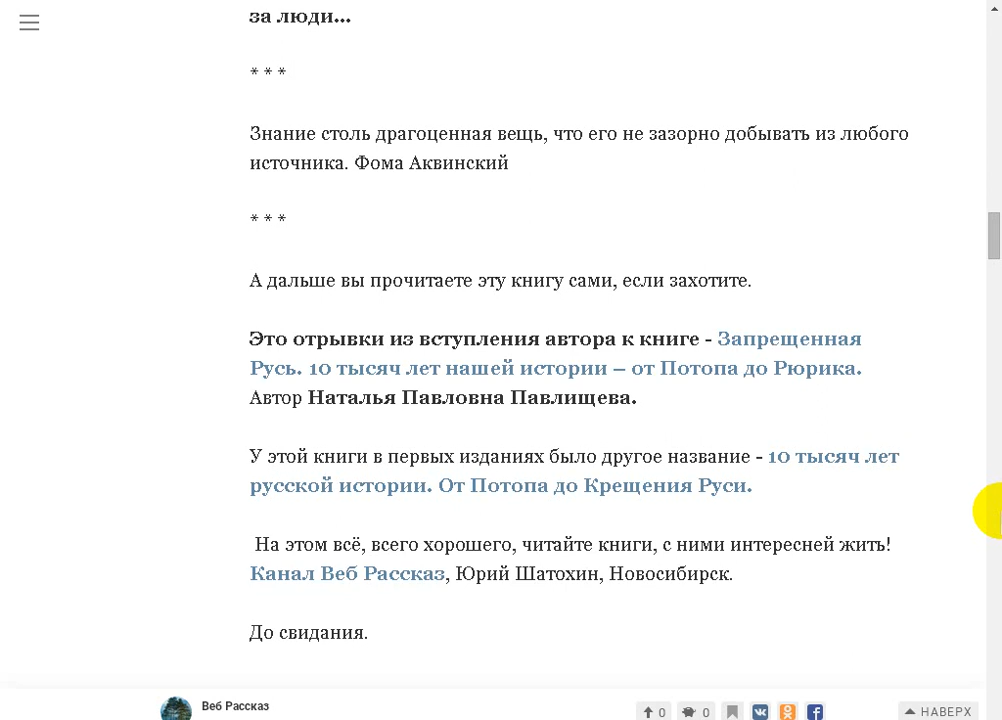 за люди...
* * *
Знание столь драгоценная вещь, что его не зазорно добывать из любого
источника. Фома Аквинский
* * *
А дальше вы прочитаете эту книгу сами, если захотите.
Это отрывки из вступления автора к книге - Запрещенная
Русь. 10 тысяч лет нашей истории – от Потопа до Рюрика.
Автор Наталья Павловна Павлищева.
У этой книги в первых изданиях было другое название - 10 тысяч лет
русской истории. От Потопа до Крещения Руси.
На этом всё, всего хорошего, читайте книги, с ними интересней жить!
Канал Веб Рассказ, Юрий Шатохин, Новосибирск.
До свидания.
Веб Рассказ
0 0 НАВЕРХ